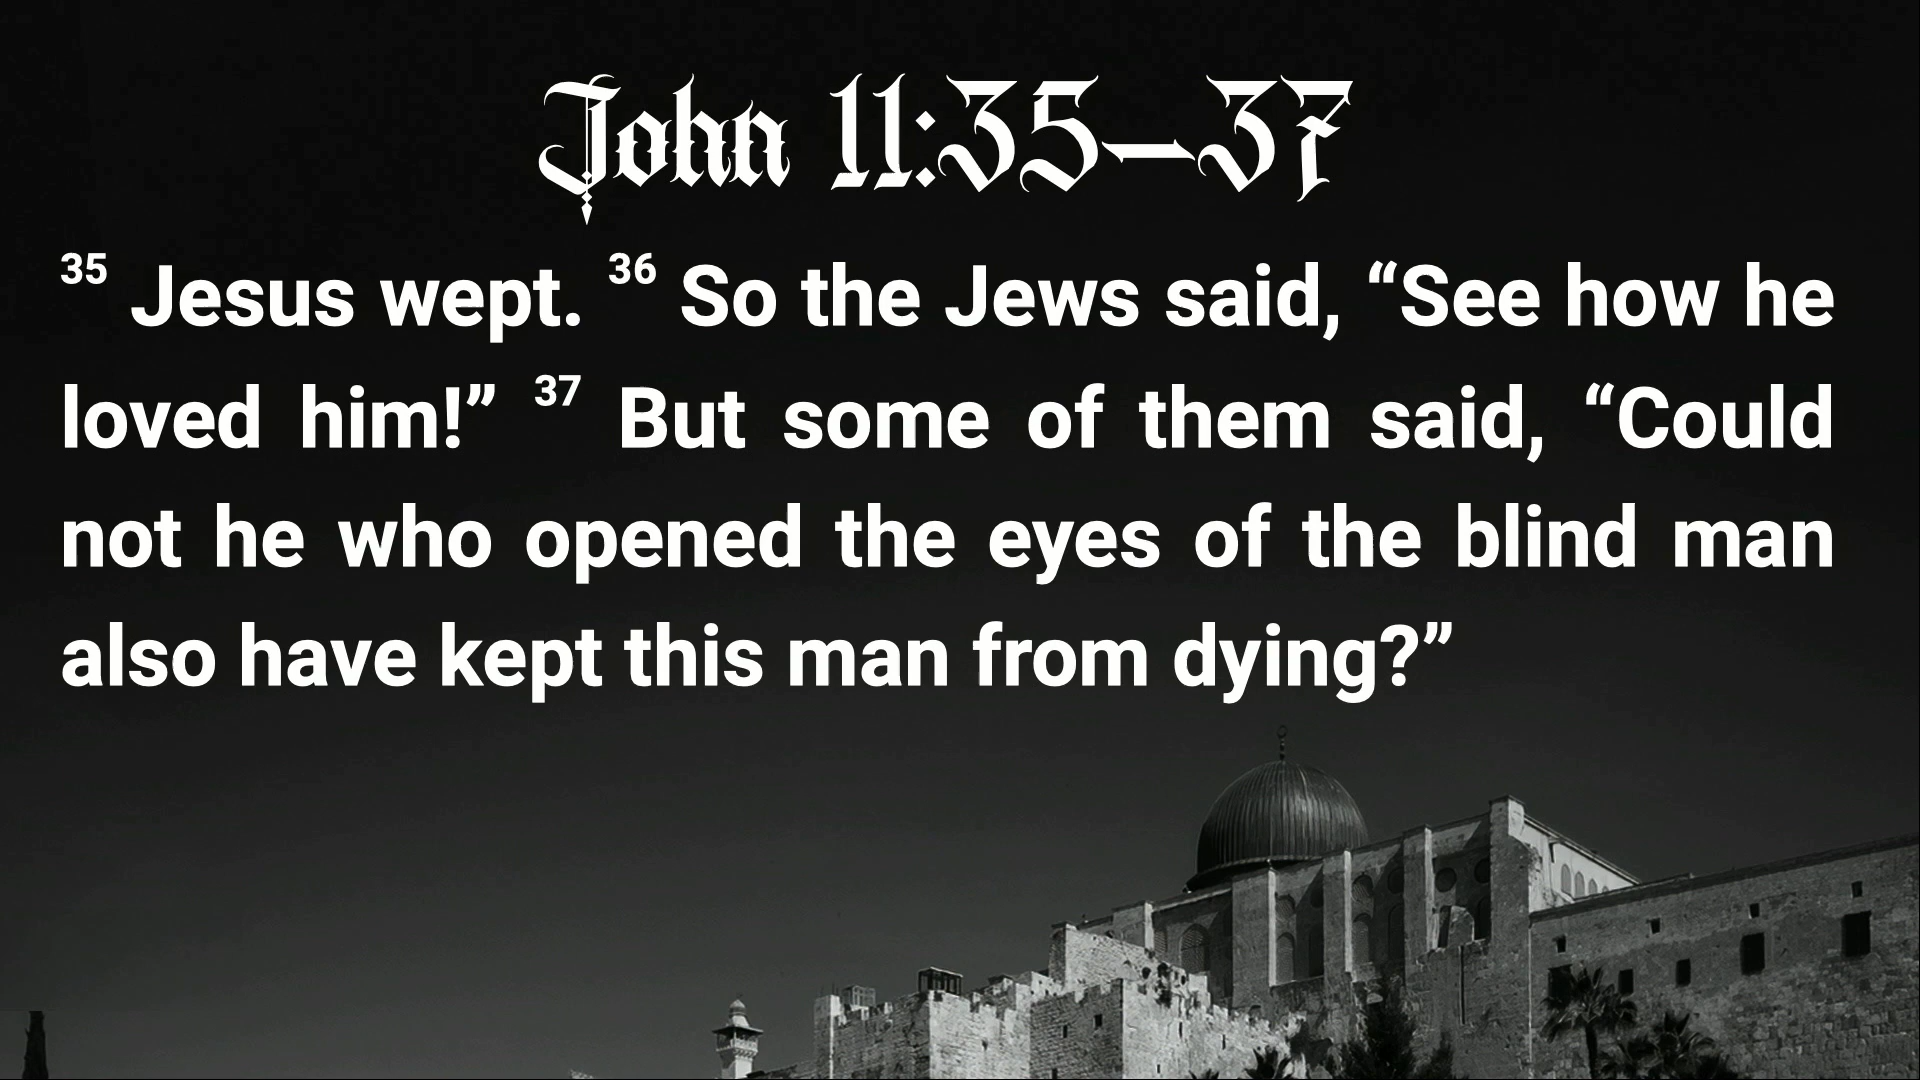 John 11:35–37
35 Jesus wept. 36 So the Jews said, “See how he
loved him!” 37 But some of them said, “Could
not he who opened the eyes of the blind man
also have kept this man from dying?”